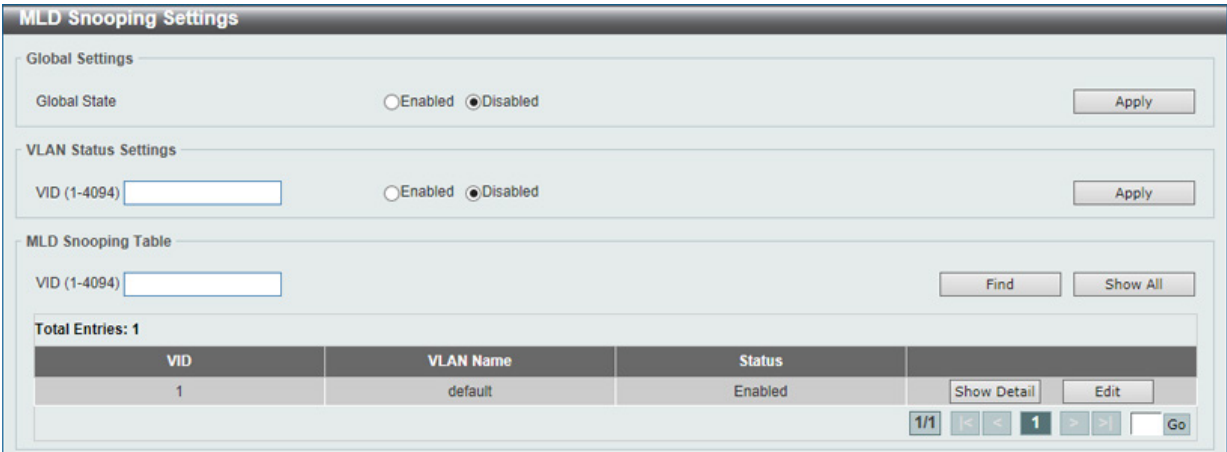 MLD Snooping Settings
Global Settings
Global State Enabled Disabled Apply
VLAN Status Settings
VID (1-4094) Enabled Disabled Apply
MLD Snooping Table
VID (1-4094) Find Show All
Total Entries: 1
VID VLAN Name Status
1 default Enabled Show Detail Edit
1/1 |< < 1 > >| Go